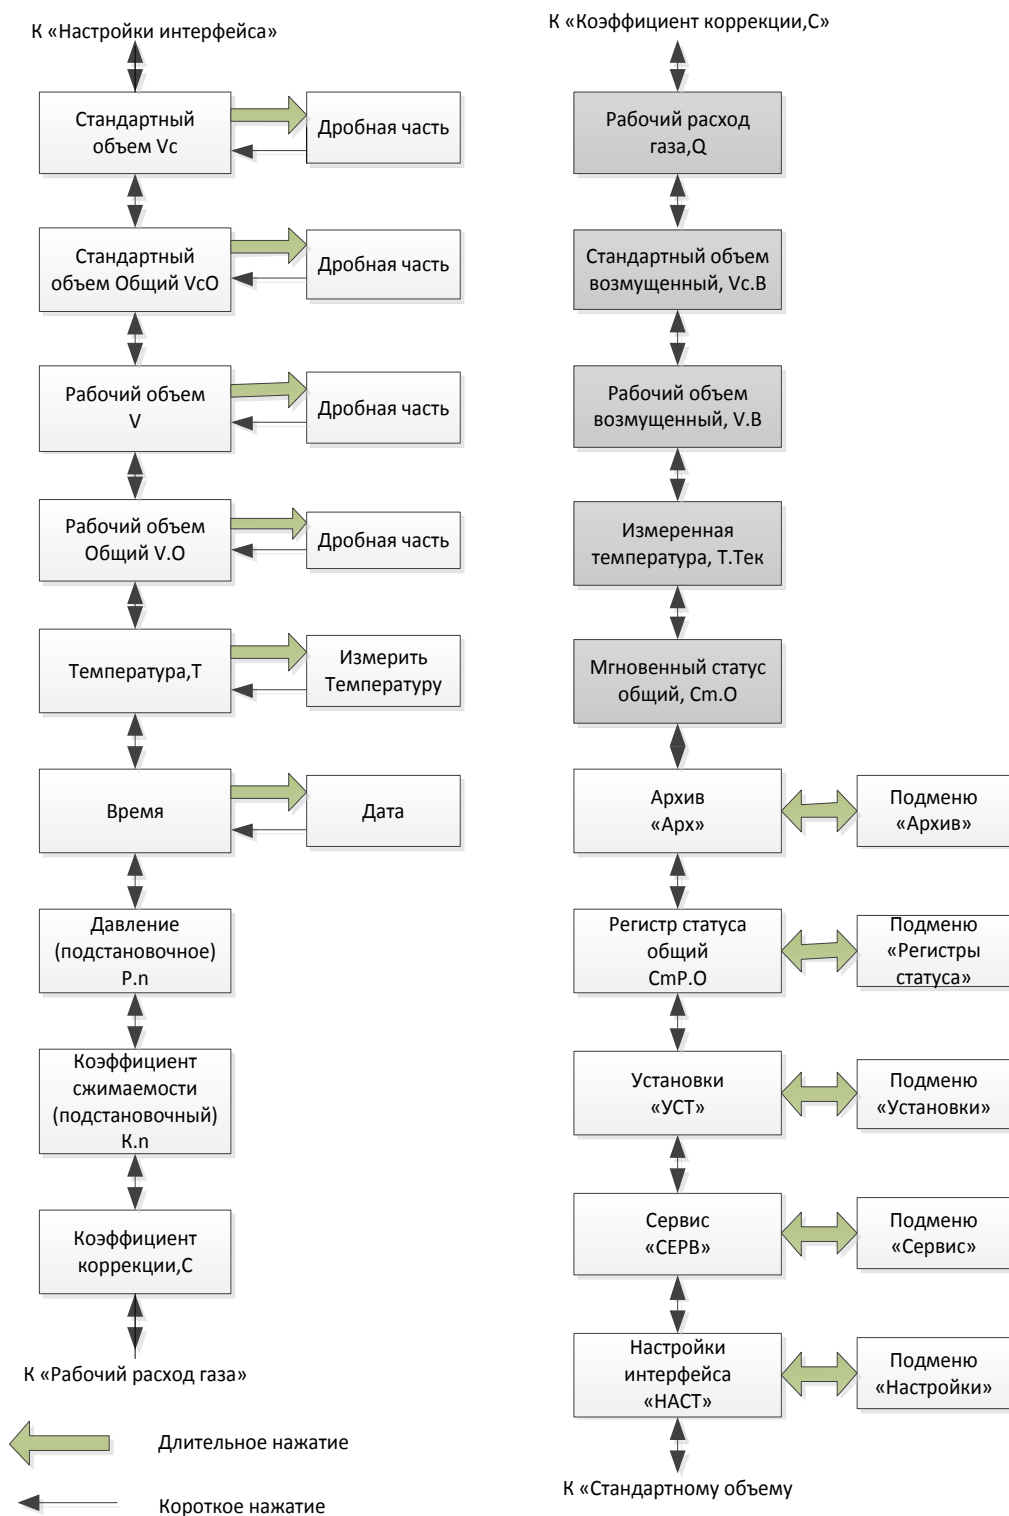 К «Настройки интерфейса»
Стандартный
объем Vc
Дробная часть
Стандартный
объем Общий VcO
Дробная часть
Рабочий объем
V
Дробная часть
Рабочий объем
Общий V.O
Дробная часть
Температура,Т
Измерить
Температуру
Время
Дата
Давление
(подстановочное)
P.n
Коэффициент
сжимаемости
(подстановочный)
K.n
Коэффициент
коррекции,С
К «Рабочий расход газа»
Длительное нажатие
Короткое нажатие
К «Коэффициент коррекции,С»
Рабочий расход
газа,Q
Стандартный объем
возмущенный, Vc.B
Рабочий объем
возмущенный, V.B
Измеренная
температура, Т.Тек
Мгновенный статус
общий, Cm.O
Архив
«Арх»
Подменю
«Архив»
Регистр статуса
общий
CmP.O
Подменю
«Регистры
статуса»
Установки
«УСТ»
Подменю
«Установки»
Сервис
«СЕРВ»
Подменю
«Сервис»
Настройки
интерфейса
«НАСТ»
Подменю
«Настройки»
К «Стандартному объему